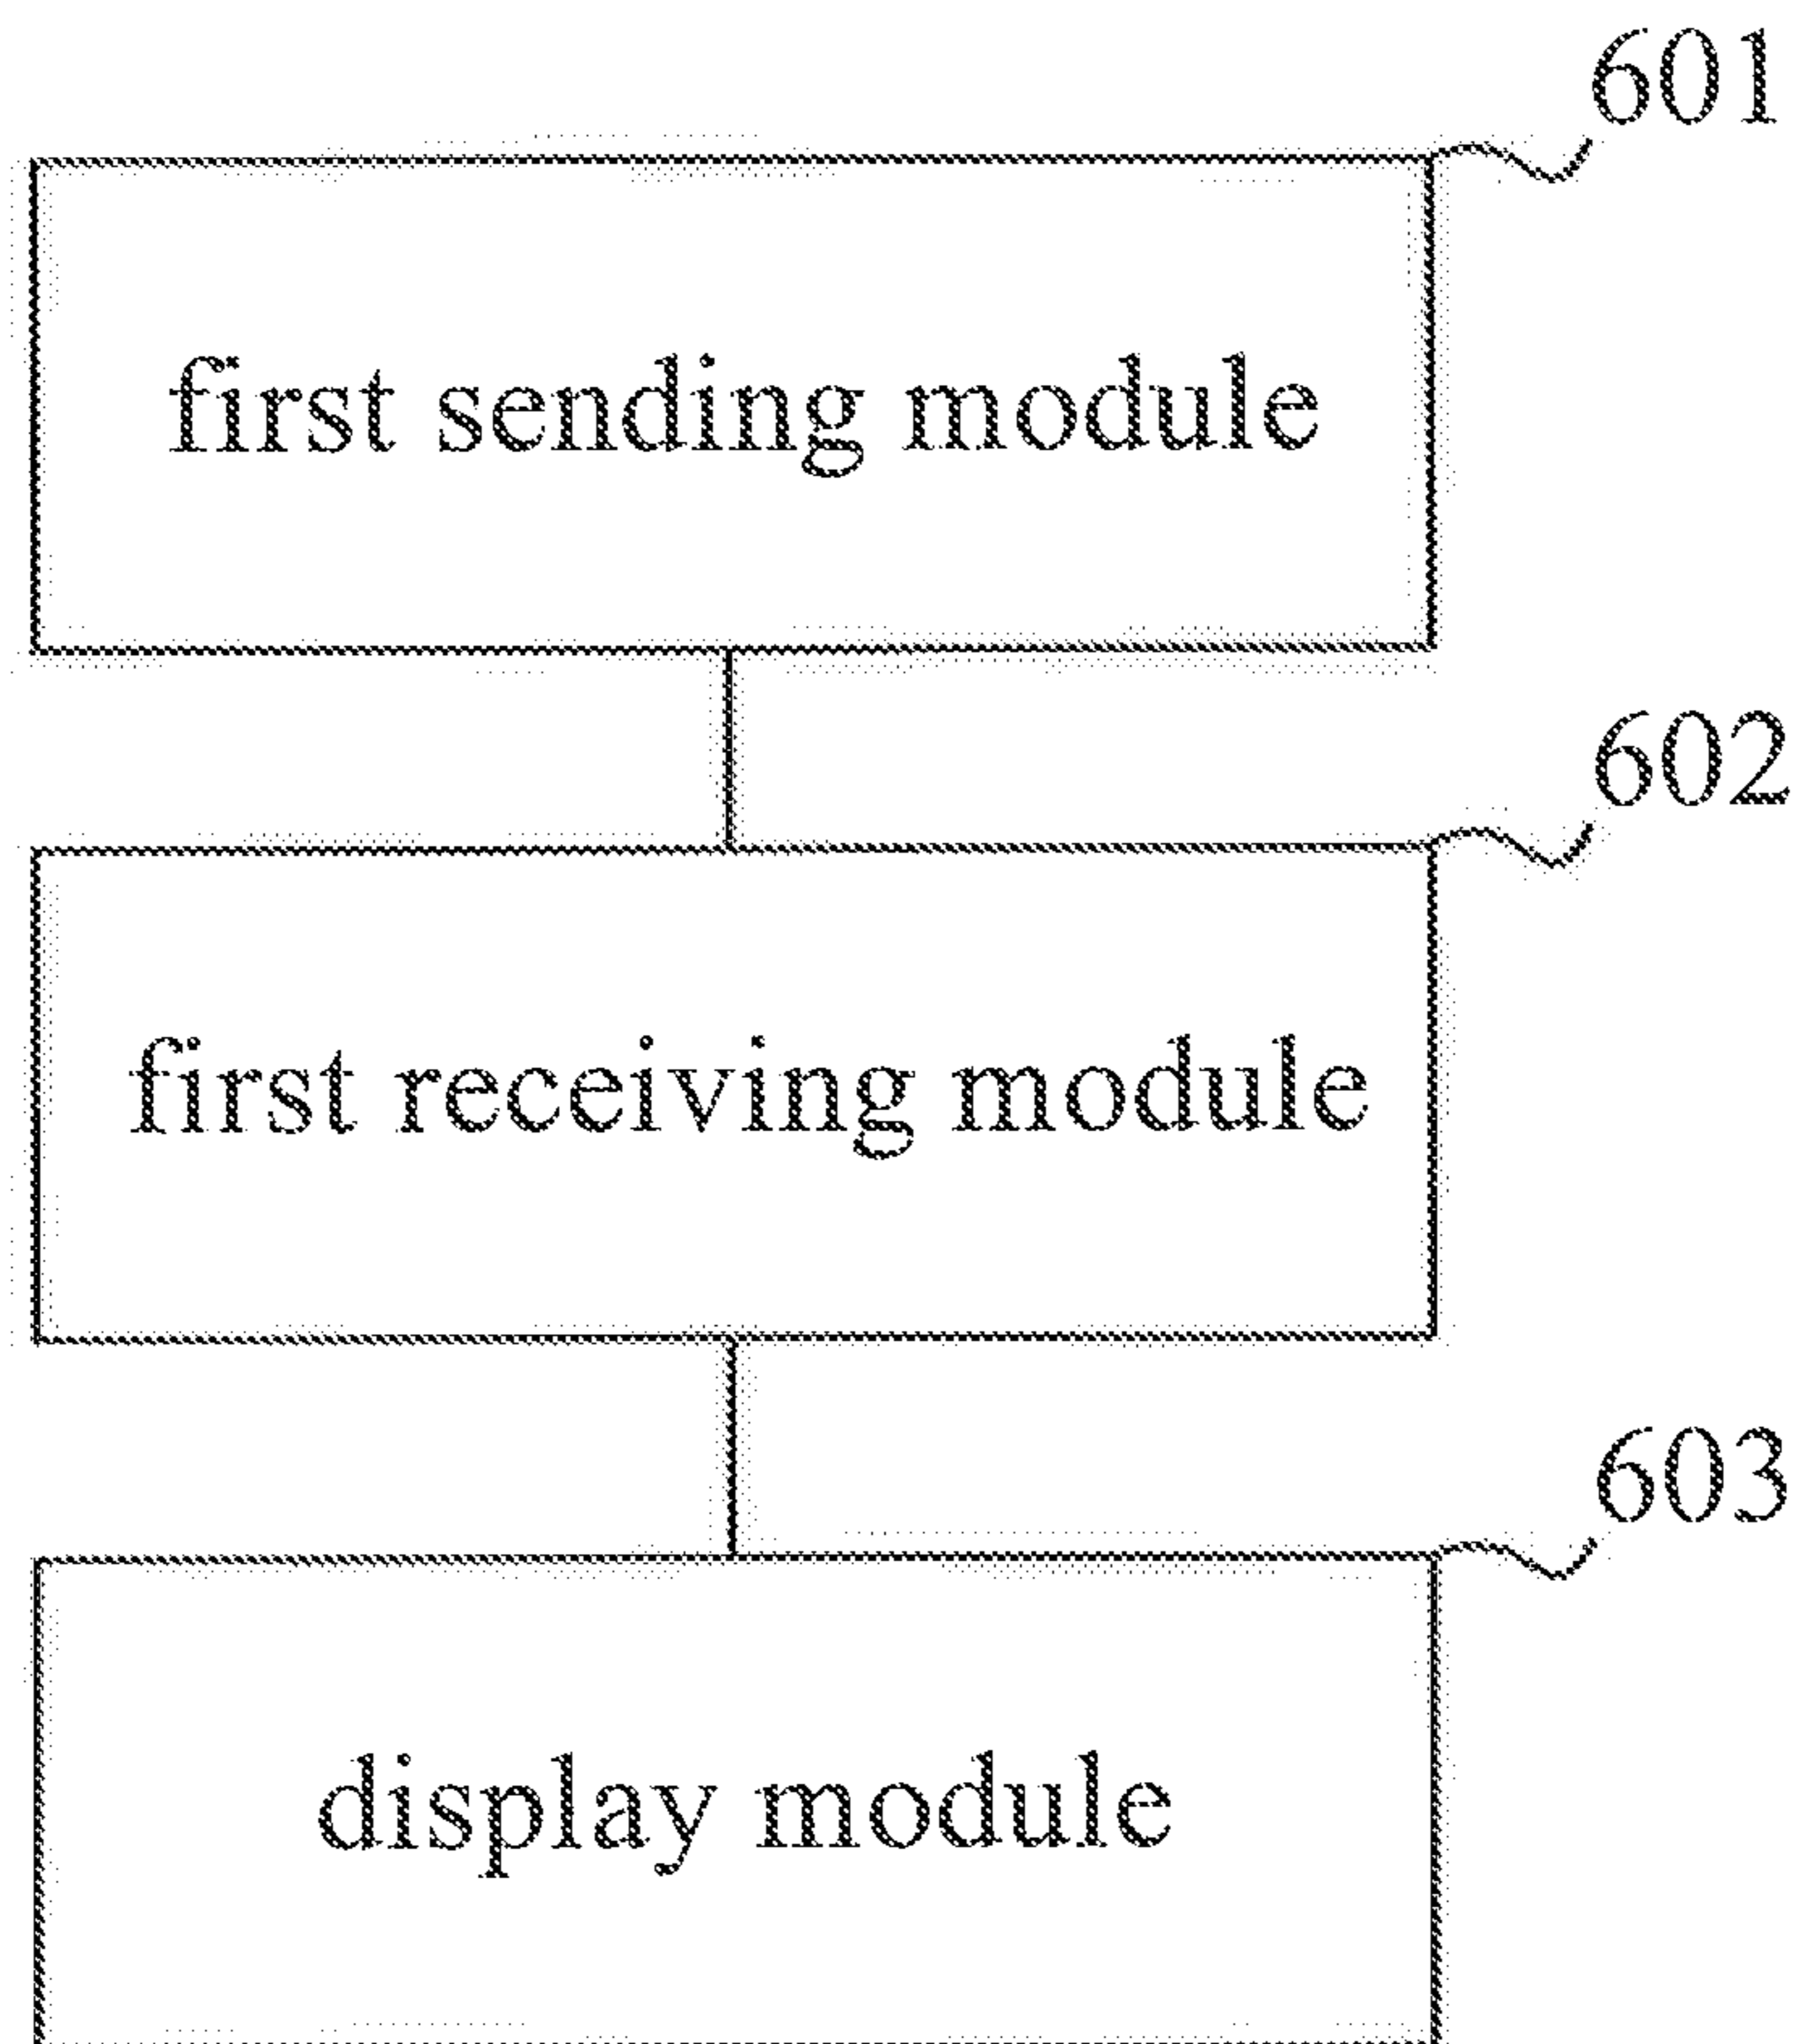 601
first sending module
602
first receiving module
603
display module